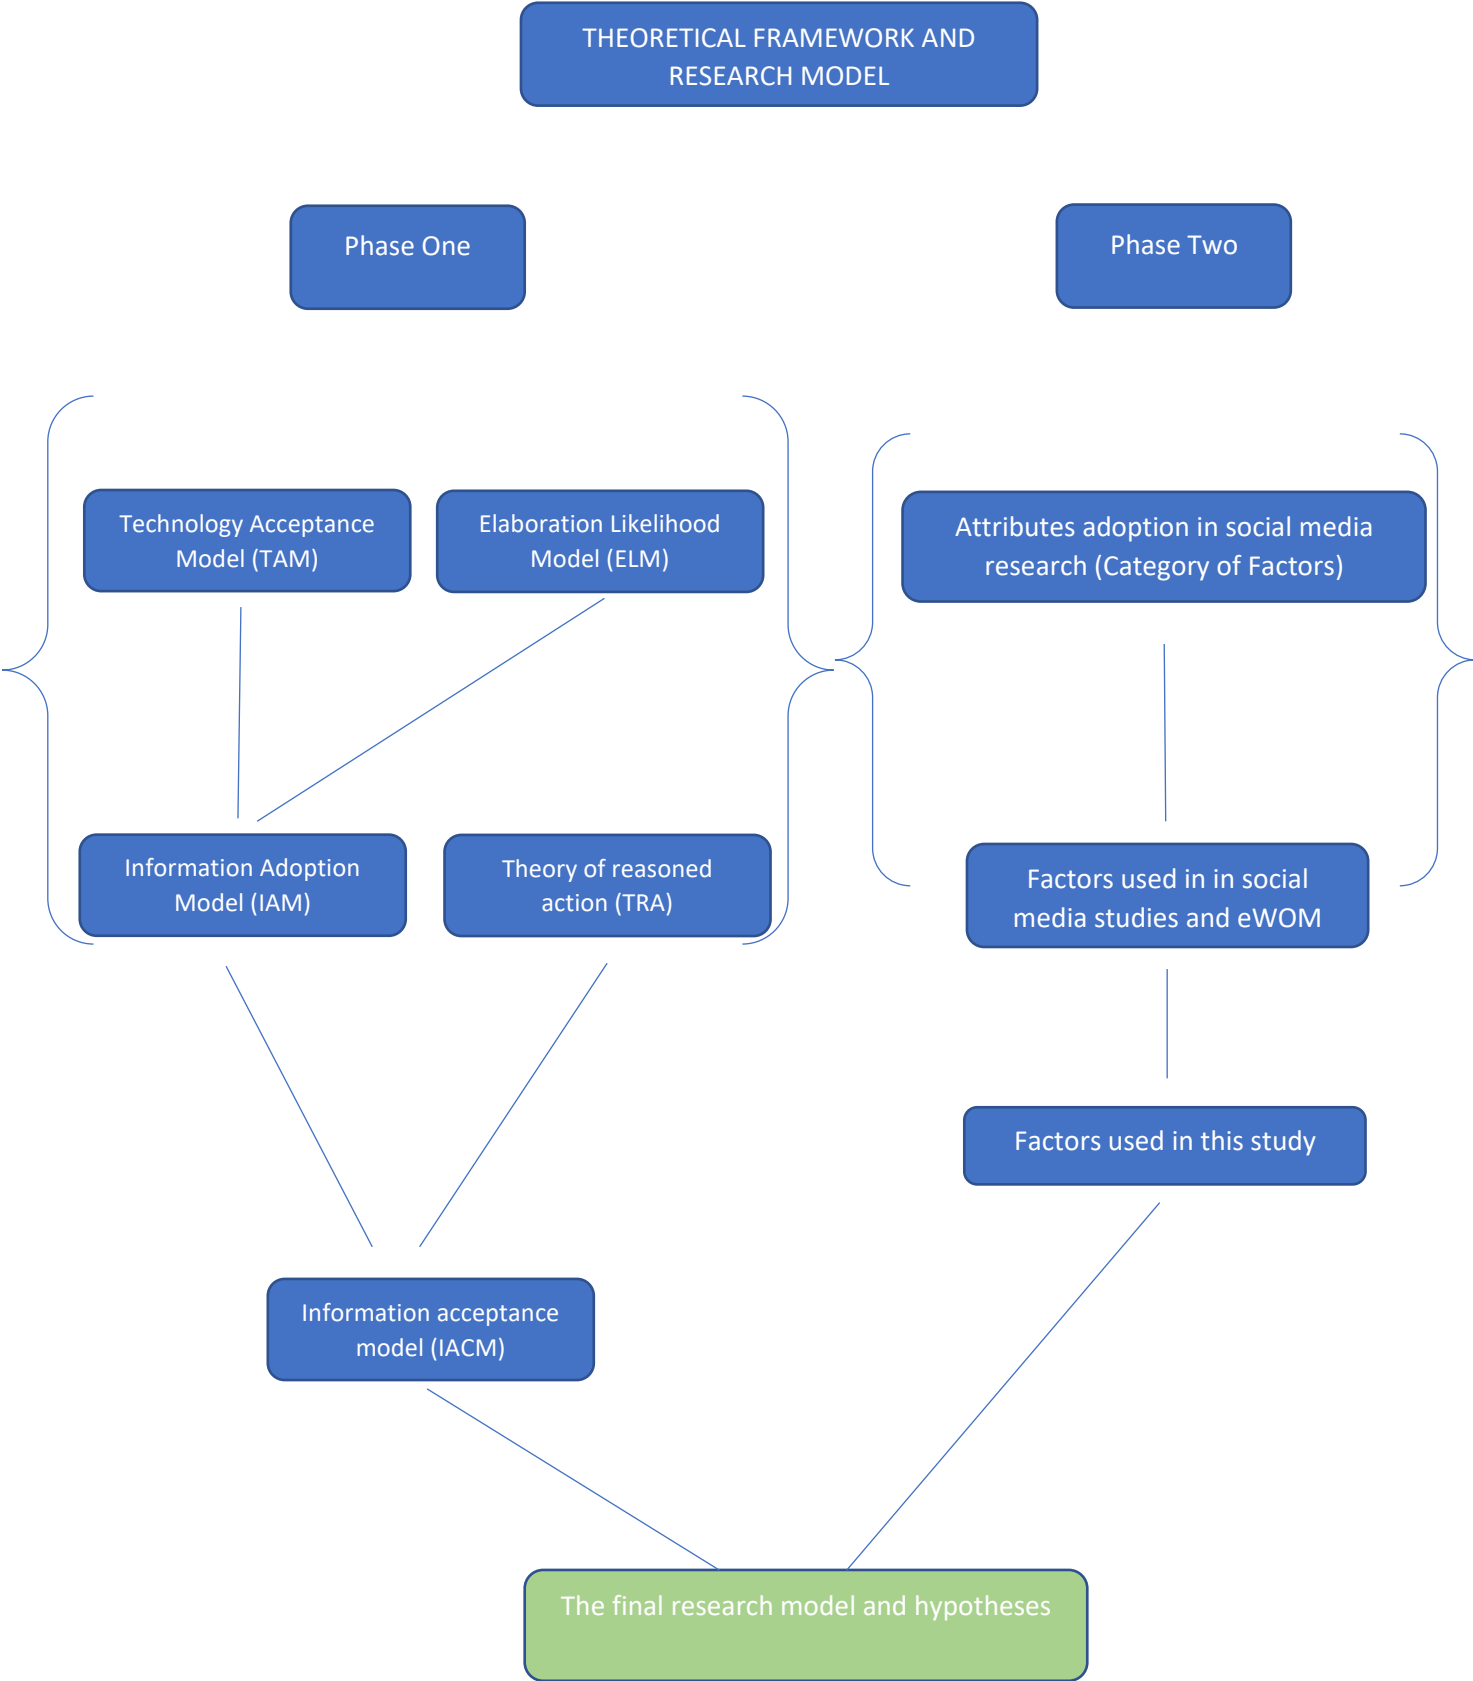 THEORETICAL FRAMEWORK AND
RESEARCH MODEL
Phase One
Phase Two
Technology Acceptance
Model (TAM)
Elaboration Likelihood
Model (ELM)
Attributes adoption in social media
research (Category of Factors)
Information Adoption
Model (IAM)
Theory of reasoned
action (TRA)
Factors used in in social
media studies and eWOM
Factors used in this study
Information acceptance
model (IACM)
The final research model and hypotheses